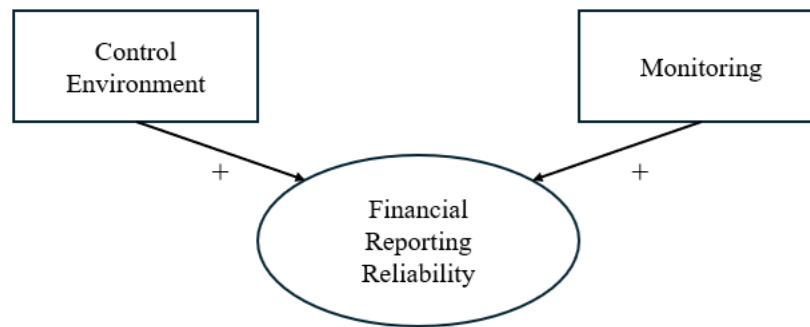 Control
Environment
Monitoring
+
+
Financial
Reporting
Reliability